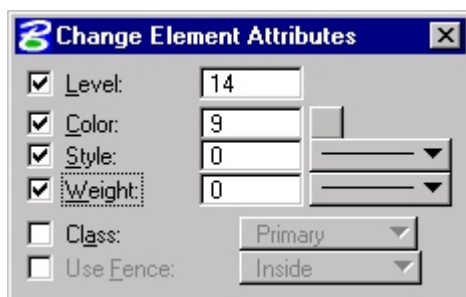 Change Element Attributes
Level: 14
Color: 9
Style: 0
Weight: 0
Class: Primary
Use Fence: Inside